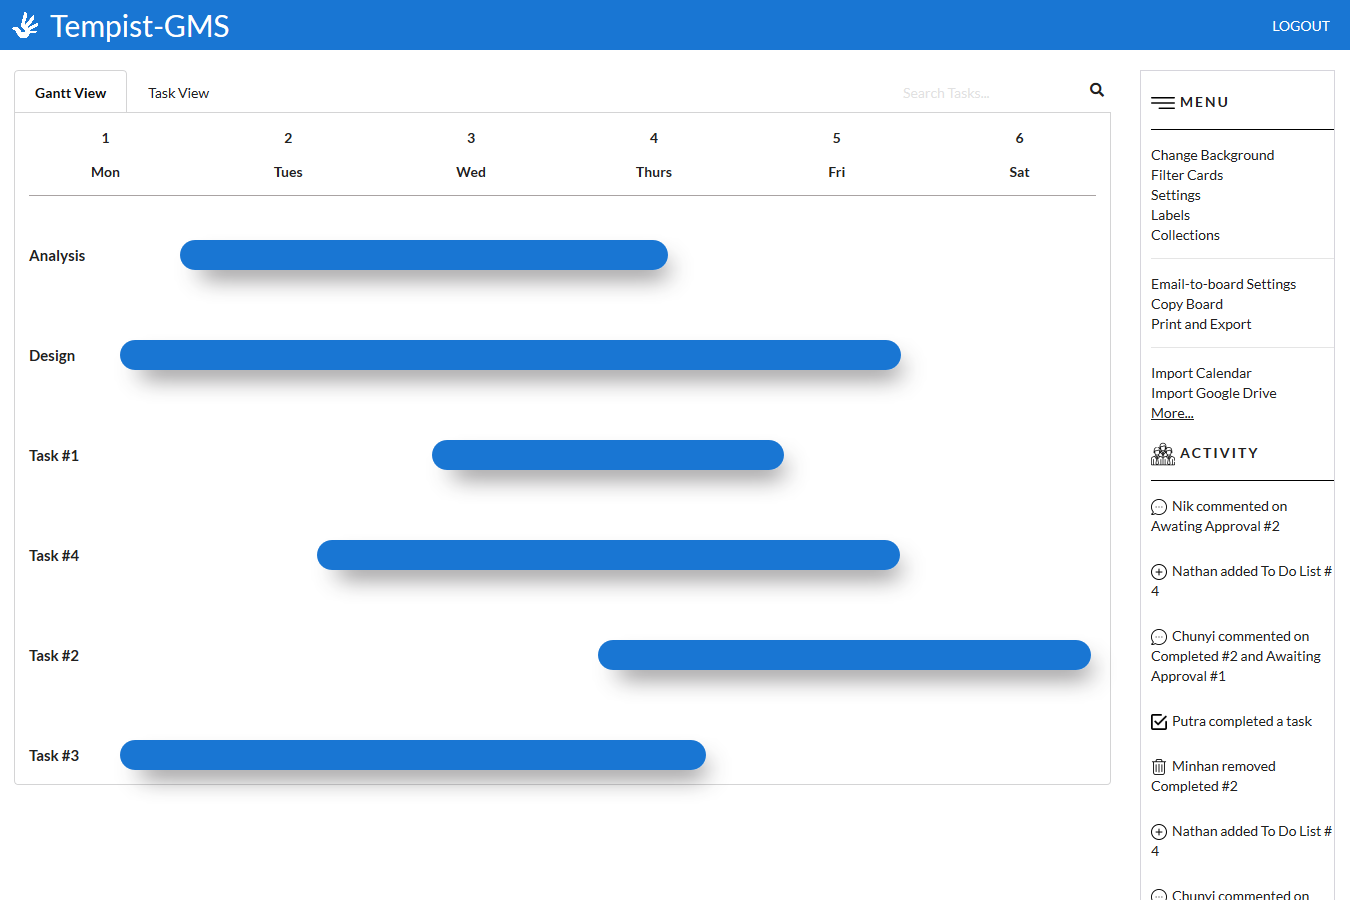 Tempist-GMS
LOGOUT
Gantt View
Task View
Search Tasks...
1 2 3 4 5 6
Mon Tues Wed Thurs Fri Sat
Analysis
Design
Task #1
Task #4
Task #2
Task #3
MENU
Change Background
Filter Cards
Settings
Labels
Collections
Email-to-board Settings
Copy Board
Print and Export
Import Calendar
Import Google Drive
More...
ACTIVITY
Nik commented on
Awating Approval #2
Nathan added To Do List #
4
Chunyi commented on
Completed #2 and Awaiting
Approval #1
Putra completed a task
Minhan removed
Completed #2
Nathan added To Do List #
4
Chunyi commented on